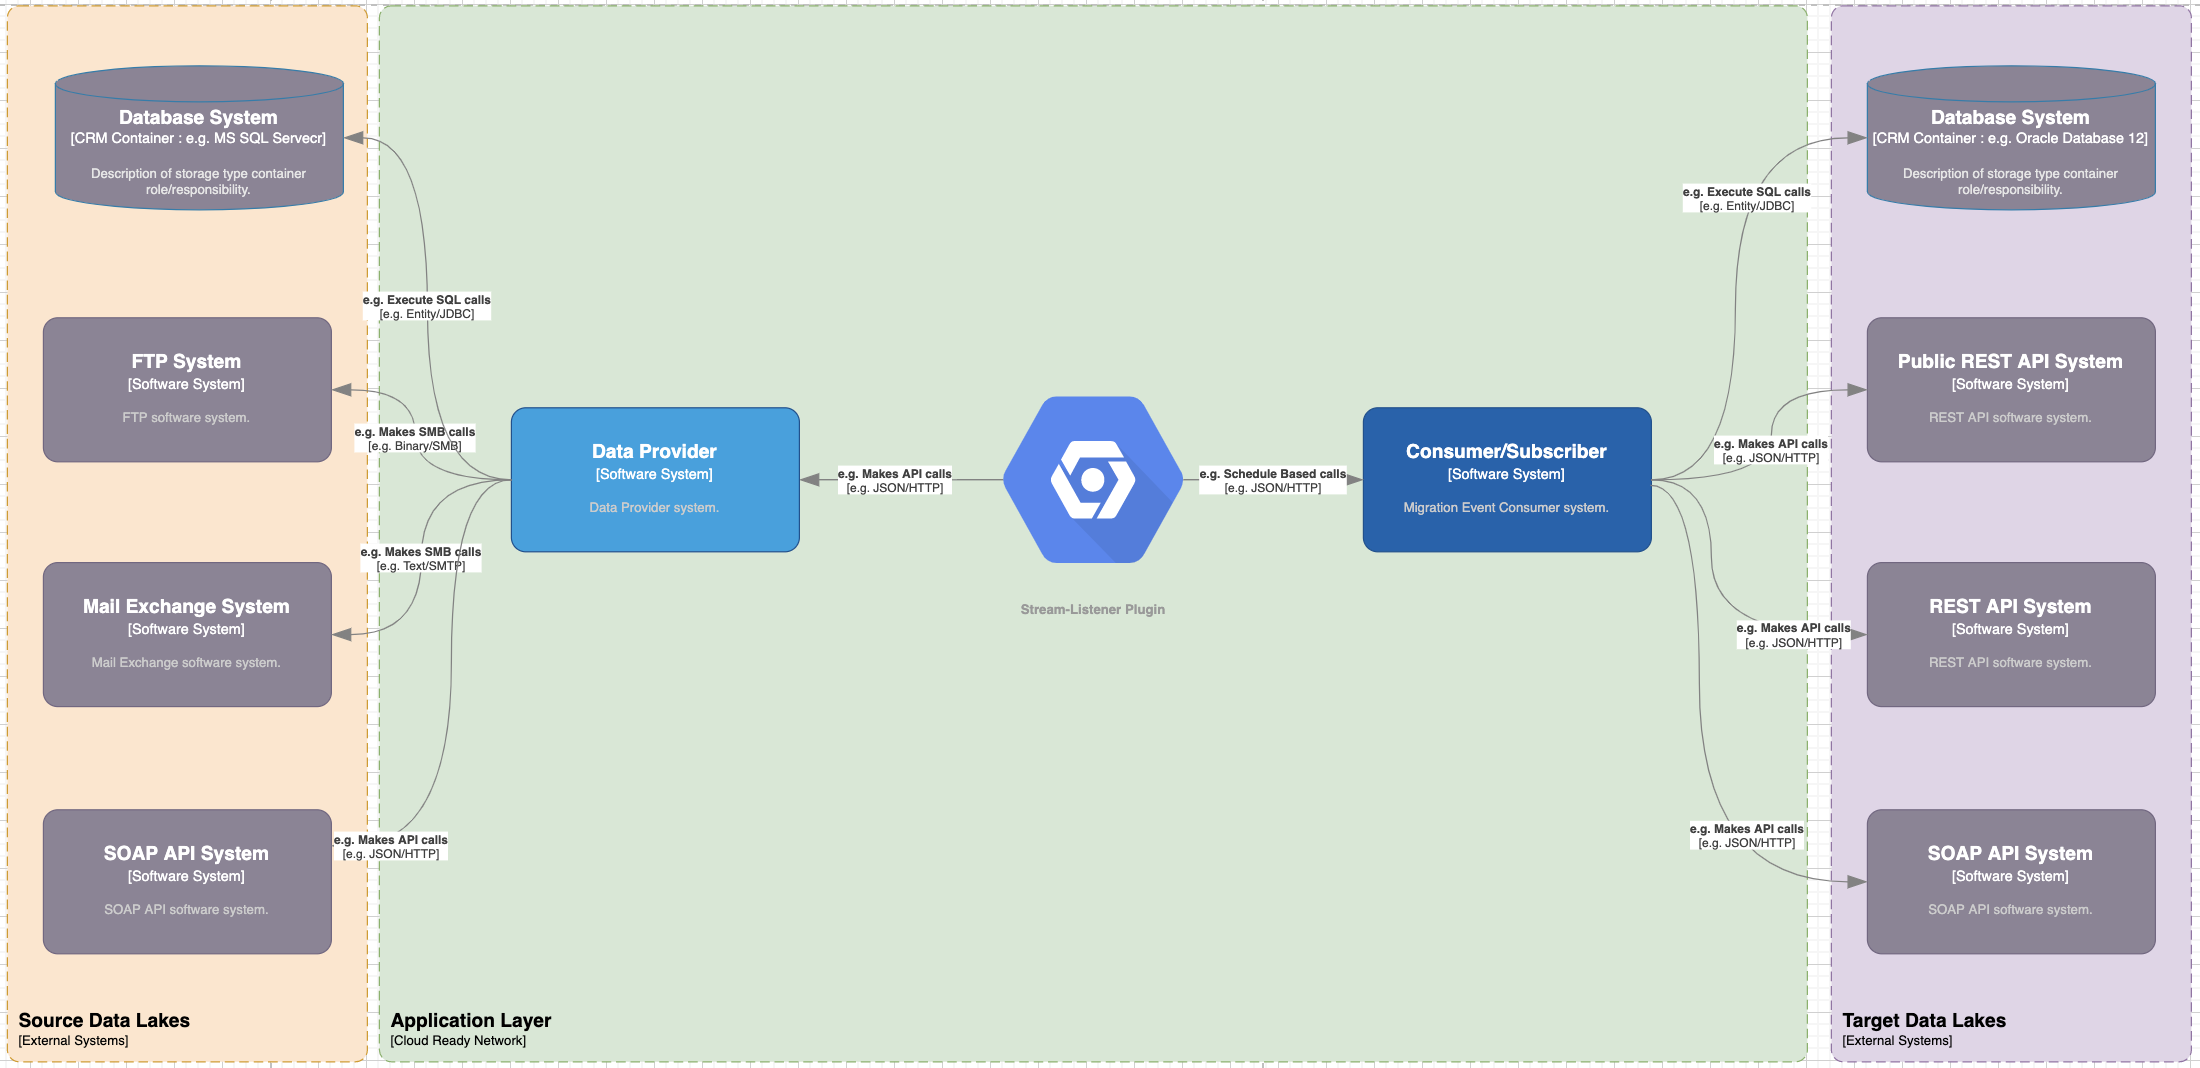 Database System
[CRM Container : e.g. MS SQL Servecr]
Description of storage type container
role/responsibility.
FTP System
[Software System]
FTP software system.
Mail Exchange System
[Software System]
Mail Exchange software system.
SOAP API System
[Software System]
SOAP API software system.
Source Data Lakes
[External Systems]
e.g. Execute SQL calls
[e.g. Entity/JDBC]
e.g. Makes SMB calls
[e.g. Binary/SMB]
e.g. Makes SMB calls
[e.g. Text/SMTP]
e.g. Makes API calls
[e.g. JSON/HTTP]
Data Provider
[Software System]
Data Provider system.
e.g. Makes API calls
[e.g. JSON/HTTP]
Stream-Listener Plugin
e.g. Schedule Based calls
[e.g. JSON/HTTP]
Consumer/Subscriber
[Software System]
Migration Event Consumer system.
Application Layer
[Cloud Ready Network]
e.g. Execute SQL calls
[e.g. Entity/JDBC]
e.g. Makes API calls
[e.g. JSON/HTTP]
e.g. Makes API calls
[e.g. JSON/HTTP]
e.g. Makes API calls
[e.g. JSON/HTTP]
Database System
[CRM Container : e.g. Oracle Database 12]
Description of storage type container
role/responsibility.
Public REST API System
[Software System]
REST API software system.
REST API System
[Software System]
REST API software system.
SOAP API System
[Software System]
SOAP API software system.
Target Data Lakes
[External Systems]